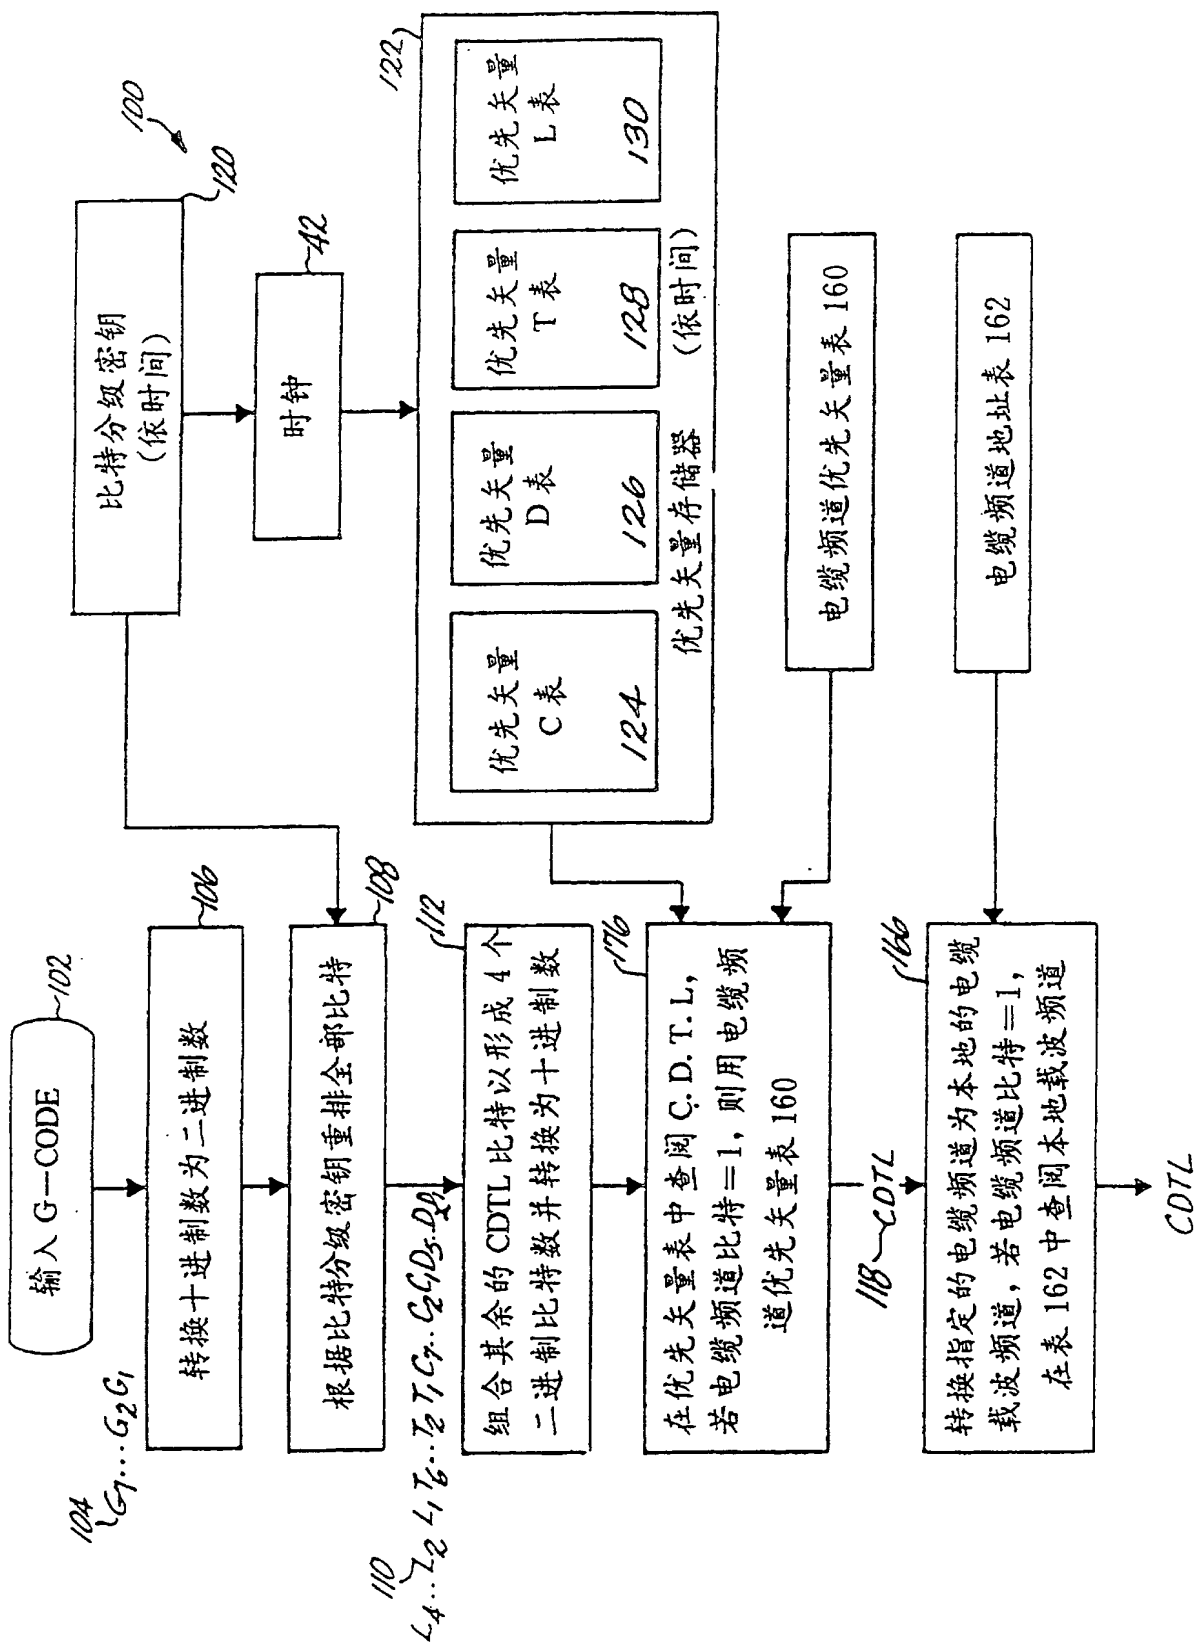 100
输入 G—CODE
102
104
G7...G2G1
转换十进制数为二进制数
106
比特分级密钥
(依时间)
120
根据比特分级密钥重排全部比特
108
时钟
42
110
L4..L2 L1 T6..T2 T1 C7..C2C1D5..D2D1
组合其余的 CDTL 比特以形成 4 个
二进制比特数并转换为十进制数
112
122
优先矢量
C 表
124
优先矢量
D 表
126
优先矢量
T 表
128
优先矢量
L 表
130
优先矢量存储器
(依时间)
在优先矢量表中查阅 C.D.T.L,
若电缆频道比特=1, 则用电缆频
道优先矢量表 160
176
电缆频道优先矢量表 160
118
CDTL
转换指定的电缆频道为本地的电缆
载波频道, 若电缆频道比特=1,
在表 162 中查阅本地载波频道
166
电缆频道地址表 162
CDTL